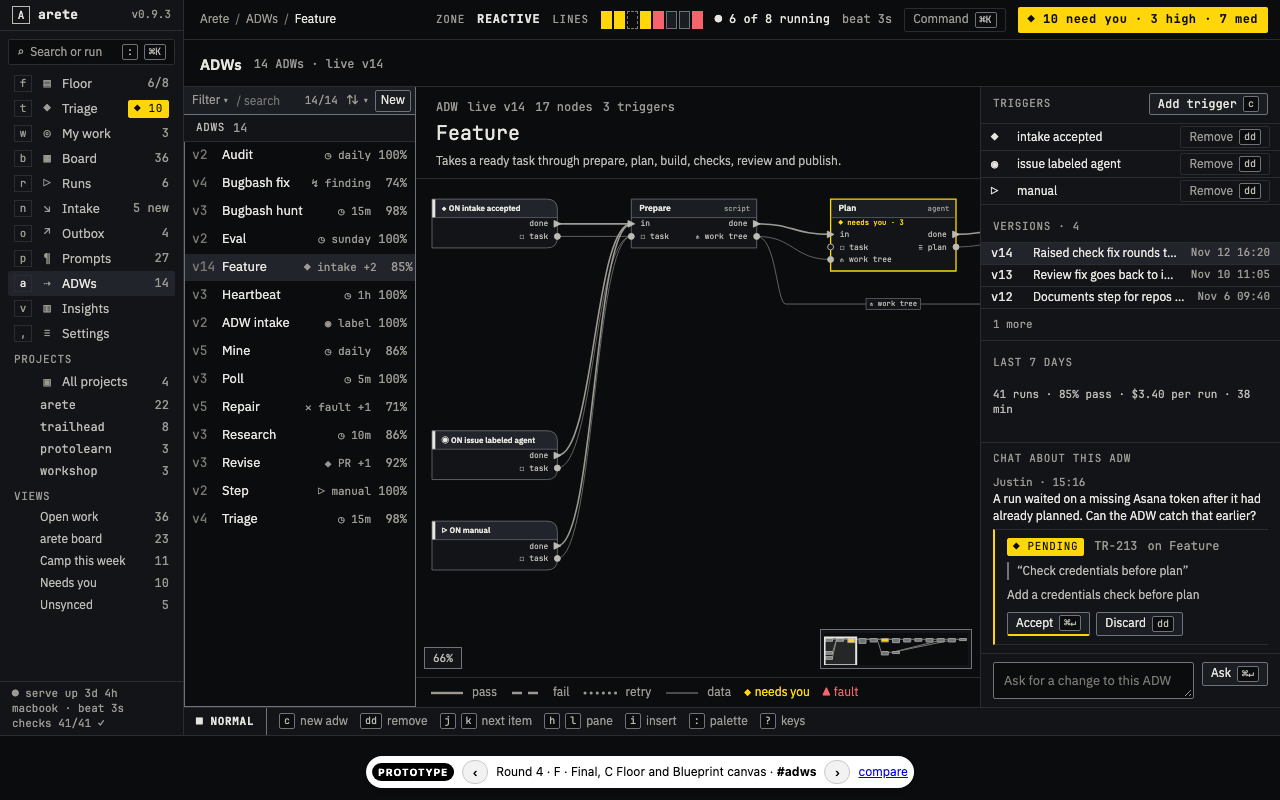 A arete v0.9.3
Search or run : ⌘K
f Floor 6/8
t Triage ◆ 10
w My work 3
b Board 36
r Runs 6
n Intake 5 new
o Outbox 4
p Prompts 27
a ADWs 14
v Insights
, Settings
PROJECTS
All projects 4
arete 22
trailhead 8
protolearn 3
workshop 3
VIEWS
Open work 36
arete board 23
Camp this week 11
Needs you 10
Unsynced 5
serve up 3d 4h
macbook · beat 3s
checks 41/41 ✓
Arete / ADWs / Feature
ZONE REACTIVE LINES
6 of 8 running beat 3s
Command ⌘K
◆ 10 need you · 3 high · 7 med
ADWs 14 ADWs · live v14
Filter / search 14/14 New
ADWS 14
v2 Audit daily 100%
v4 Bugbash fix finding 74%
v3 Bugbash hunt 15m 98%
v2 Eval sunday 100%
v14 Feature ◆ intake +2 85%
v3 Heartbeat 1h 100%
v2 ADW intake label 100%
v5 Mine daily 86%
v3 Poll 5m 100%
v5 Repair × fault +1 71%
v3 Research 10m 86%
v3 Revise ◆ PR +1 92%
v2 Step manual 100%
v4 Triage 15m 98%
ADW live v14 17 nodes 3 triggers
Feature
Takes a ready task through prepare, plan, build, checks, review and publish.
◆ ON intake accepted
done
task
Prepare script
in done
task work tree
Plan agent
◆ needs you · 3
in done
task plan
work tree
work tree
ON issue labeled agent
done
task
ON manual
done
task
66%
pass fail retry data ◆ needs you fault
TRIGGERS Add trigger c
◆ intake accepted Remove dd
issue labeled agent Remove dd
manual Remove dd
VERSIONS · 4
v14 Raised check fix rounds t... Nov 12 16:20
v13 Review fix goes back to i... Nov 10 11:05
v12 Documents step for repos ... Nov 6 09:40
1 more
LAST 7 DAYS
41 runs · 85% pass · $3.40 per run · 38
min
CHAT ABOUT THIS ADW
Justin · 15:16
A run waited on a missing Asana token after it had
already planned. Can the ADW catch that earlier?
◆ PENDING TR-213 on Feature
“Check credentials before plan”
Add a credentials check before plan
Accept ⌘↵ Discard dd
Ask for a change to this ADW
Ask ⌘↵
NORMAL
c new adw dd remove j k next item h l pane i insert : palette ? keys
PROTOTYPE ‹ Round 4 · F · Final, C Floor and Blueprint canvas · #adws › compare